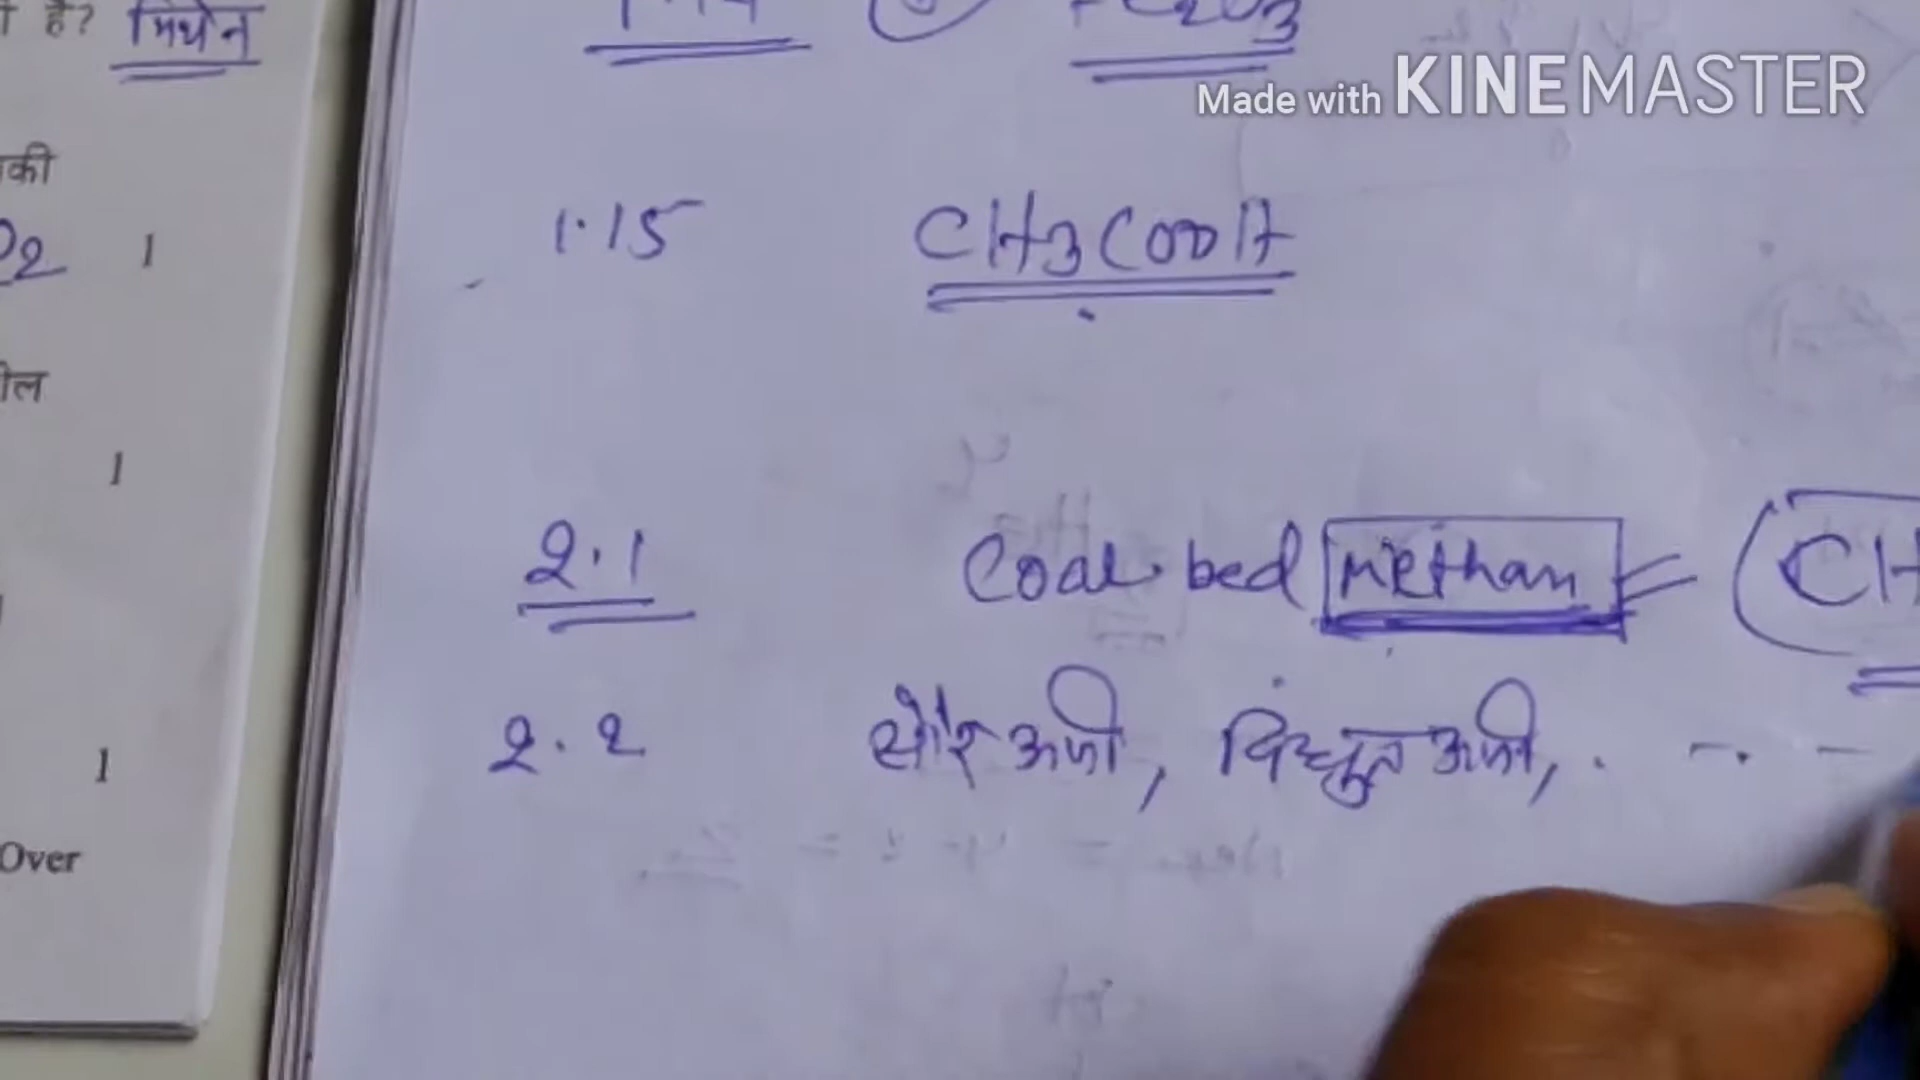 है? मिथेन
Made with KINEMASTER
की
1
1.15 CH3COOH
1
2.1 Coal bed methan = CH
2.2 सौर ऊर्जा, विद्युत ऊर्जा,
1
Over